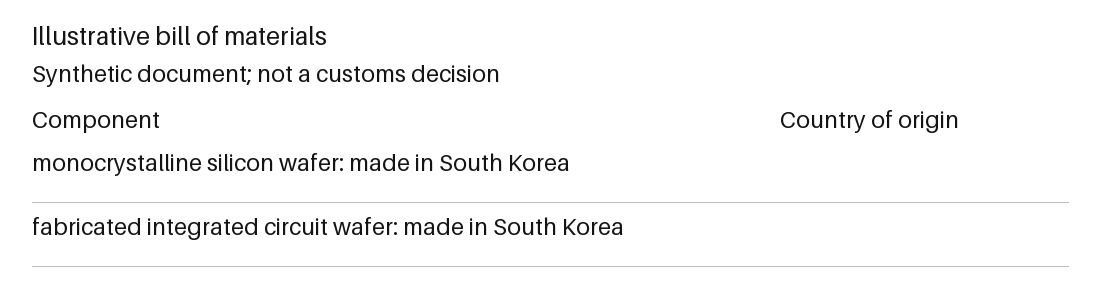 Illustrative bill of materials
Synthetic document; not a customs decision
Component Country of origin
monocrystalline silicon wafer: made in South Korea
fabricated integrated circuit wafer: made in South Korea